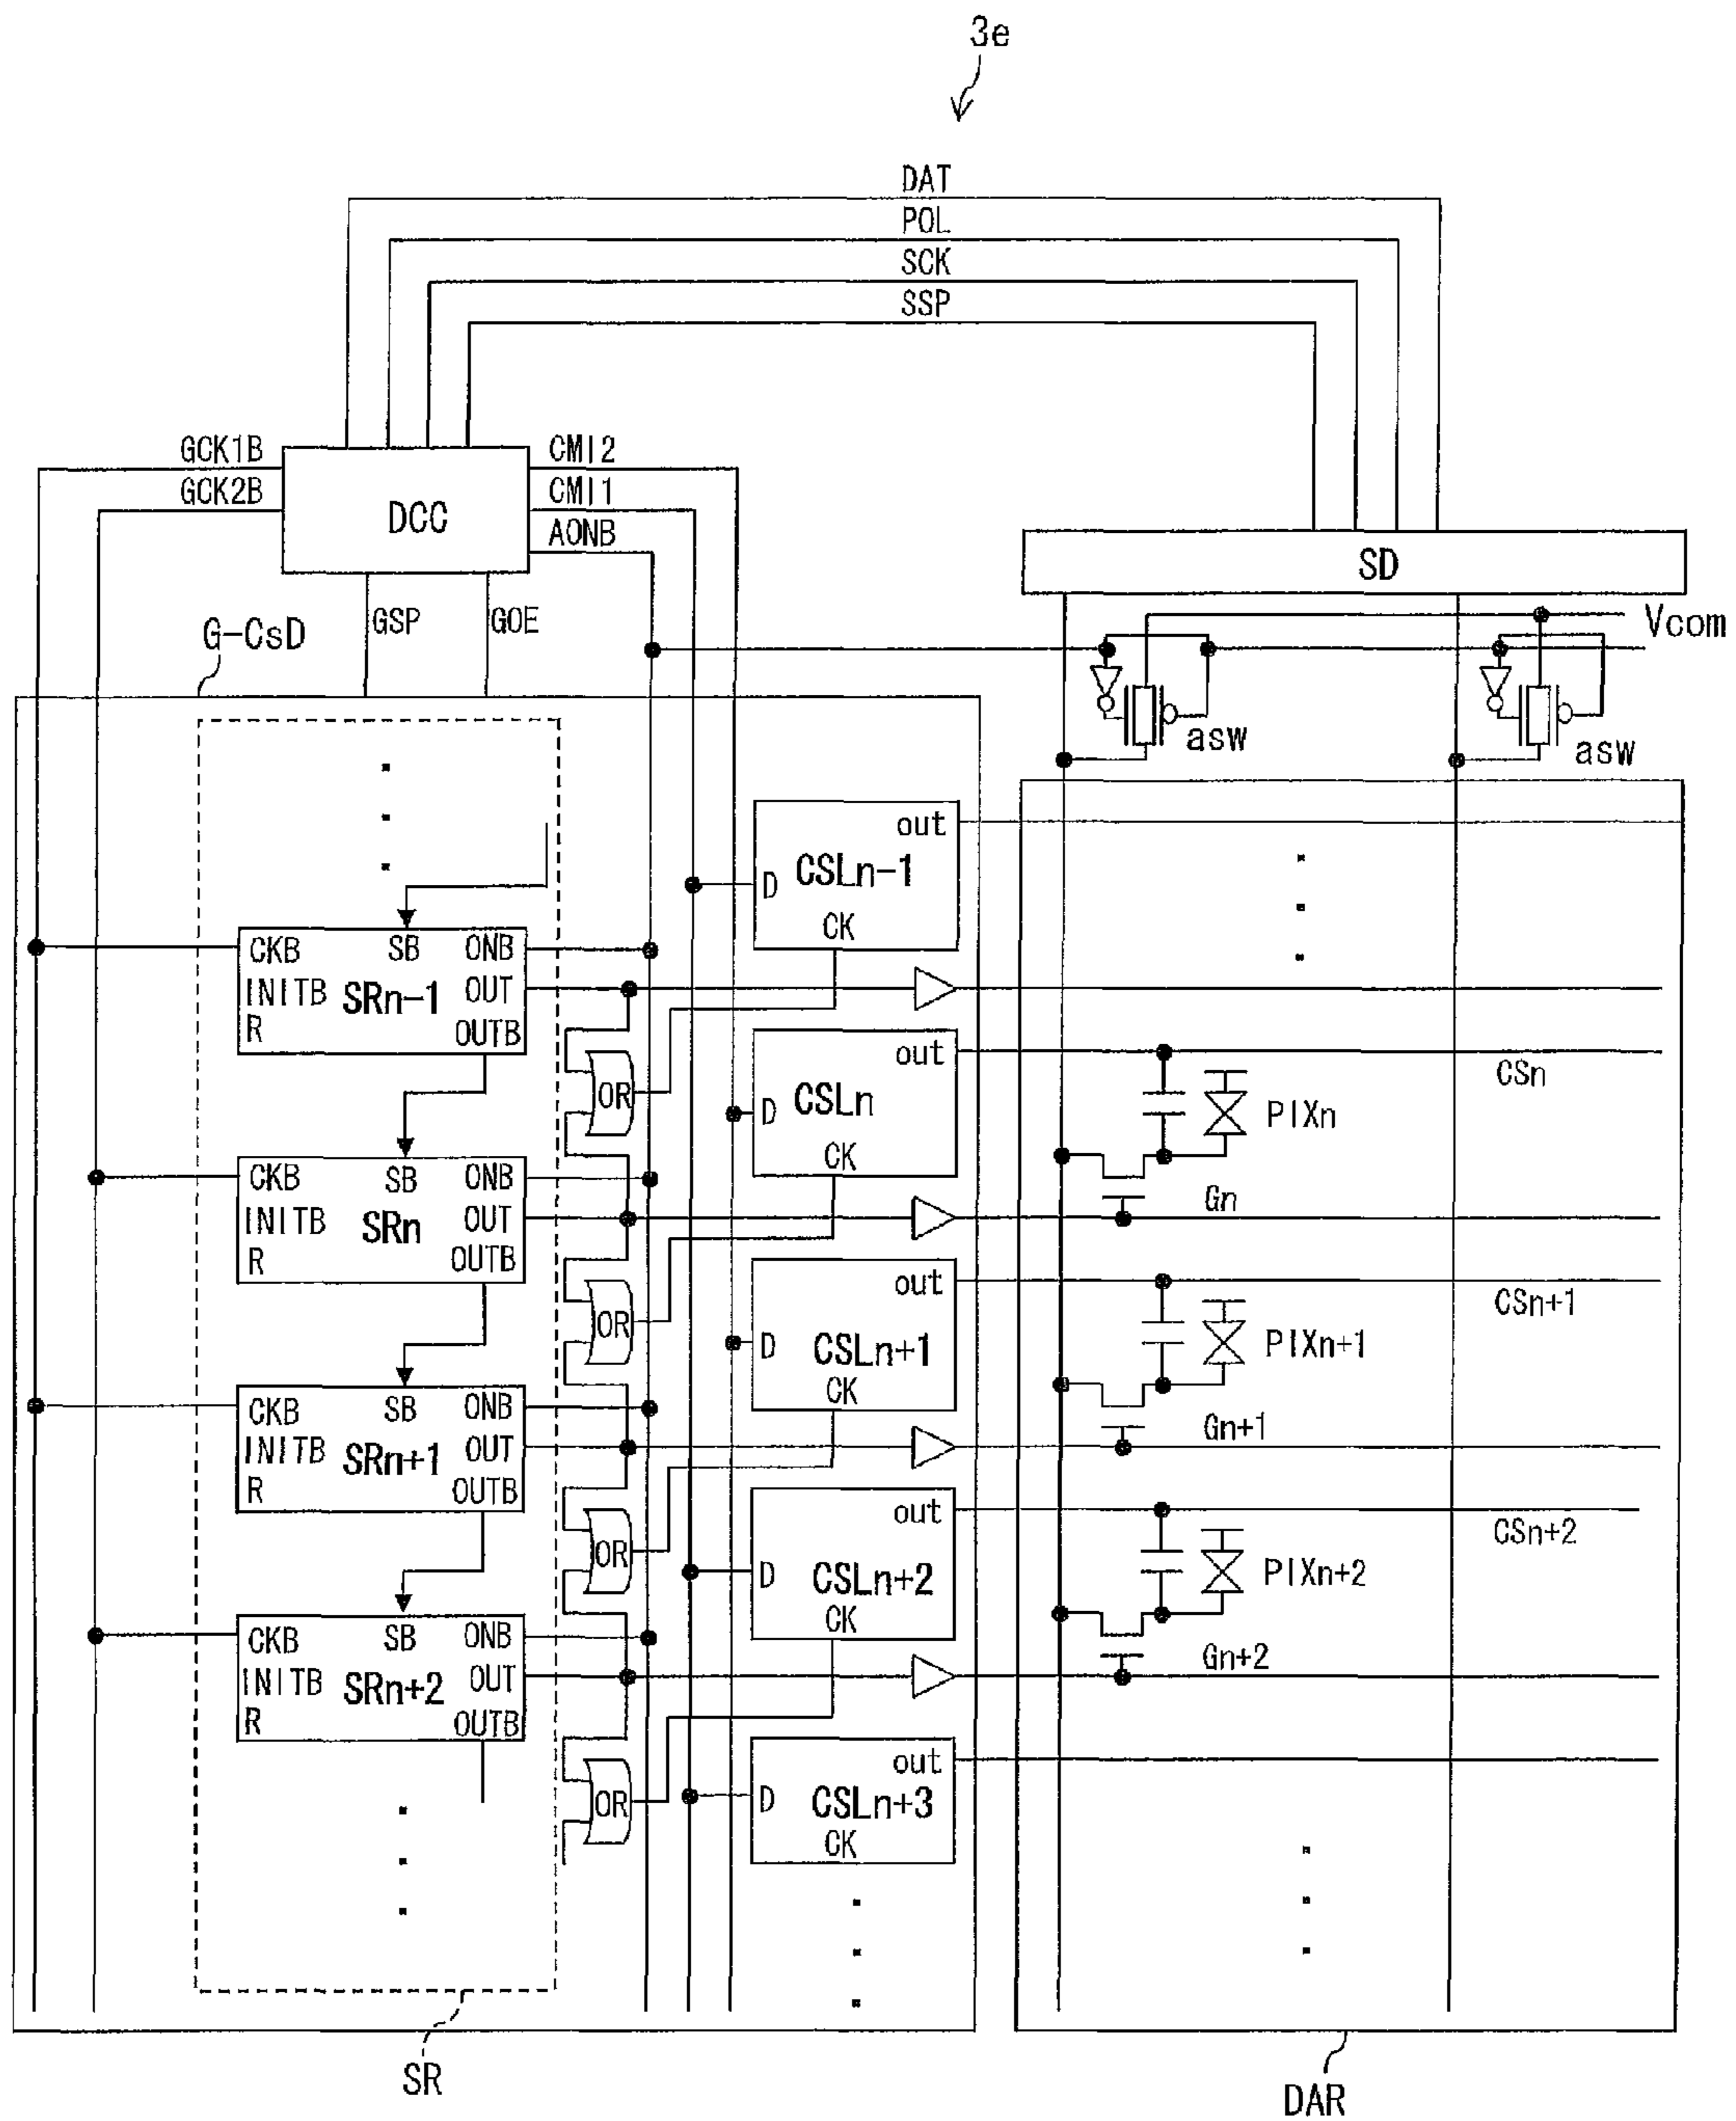 3e
DAT
POL
SCK
SSP
GCK1B
GCK2B
DCC
CMI2
CMI1
AONB
GSP
GOE
G-CsD
SD
Vcom
asw
asw
out
CSLn-1
D
CK
CKB SB ONB
INITB SRn-1 OUT
R OUTB
OR
out
CSLn
D
CK
CSn
PIXn
CKB SB ONB
INITB SRn OUT
R OUTB
Gn
OR
out
CSLn+1
D
CK
CSn+1
PIXn+1
CKB SB ONB
INITB SRn+1 OUT
R OUTB
Gn+1
OR
out
CSLn+2
D
CK
CSn+2
PIXn+2
CKB SB ONB
INITB SRn+2 OUT
R OUTB
Gn+2
OR
out
CSLn+3
D
CK
SR
DAR